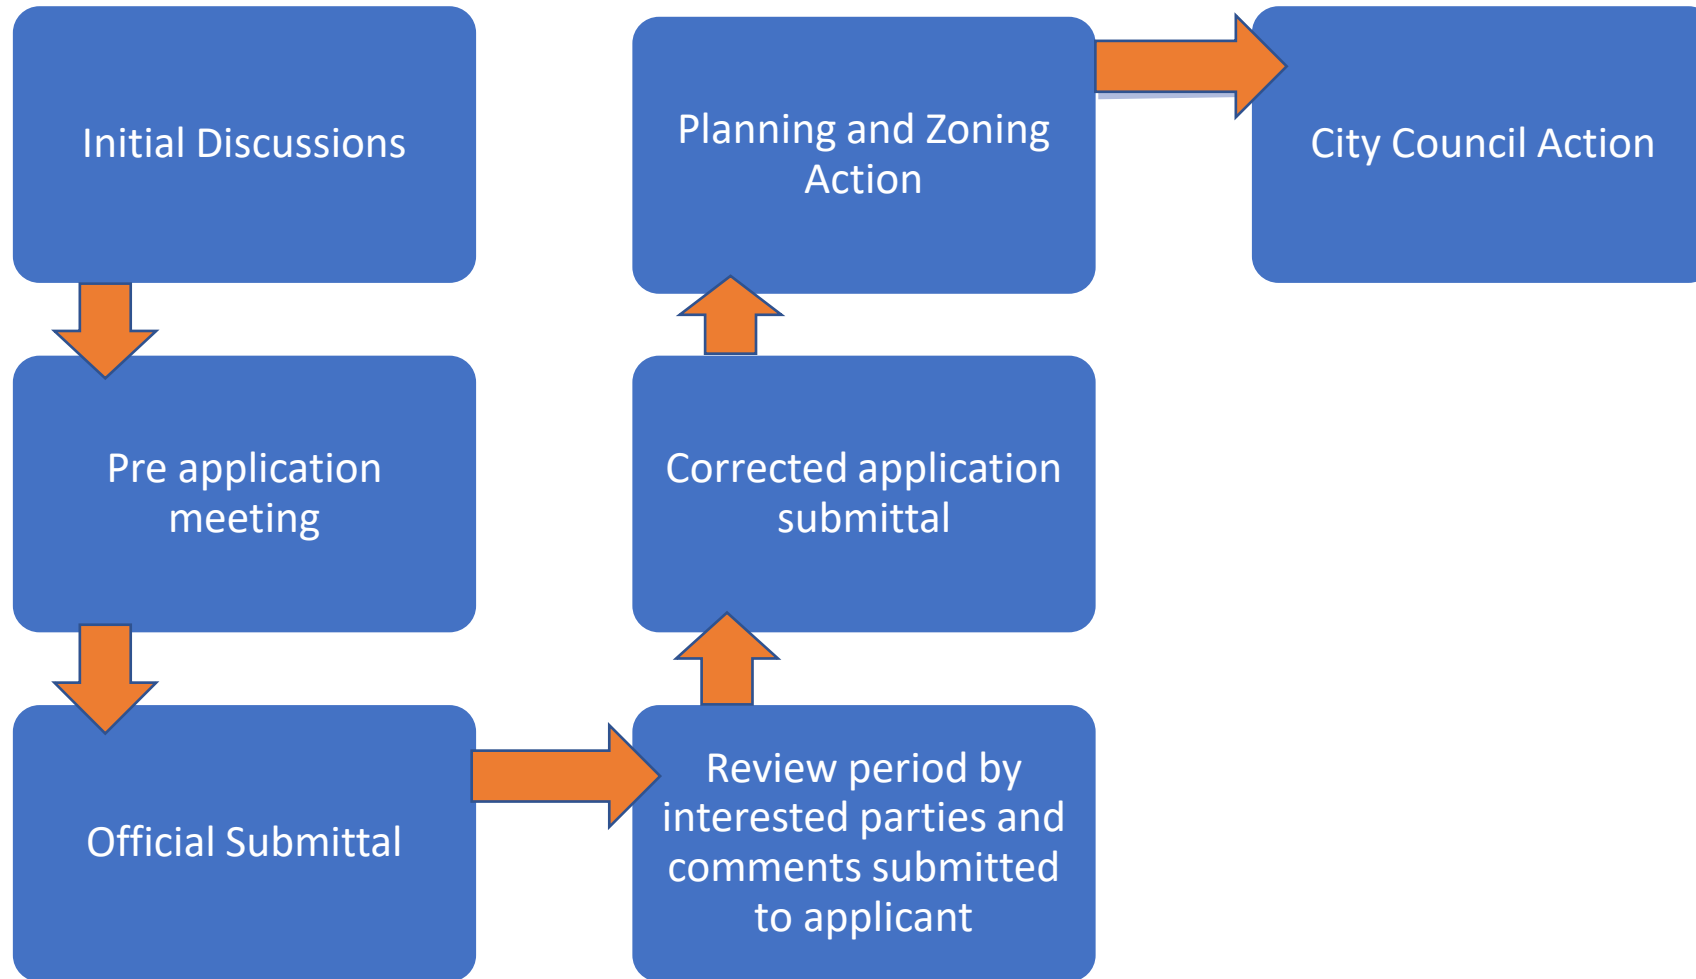 Initial Discussions
Pre application
meeting
Official Submittal
Review period by
interested parties and
comments submitted
to applicant
Corrected application
submittal
Planning and Zoning
Action
City Council Action